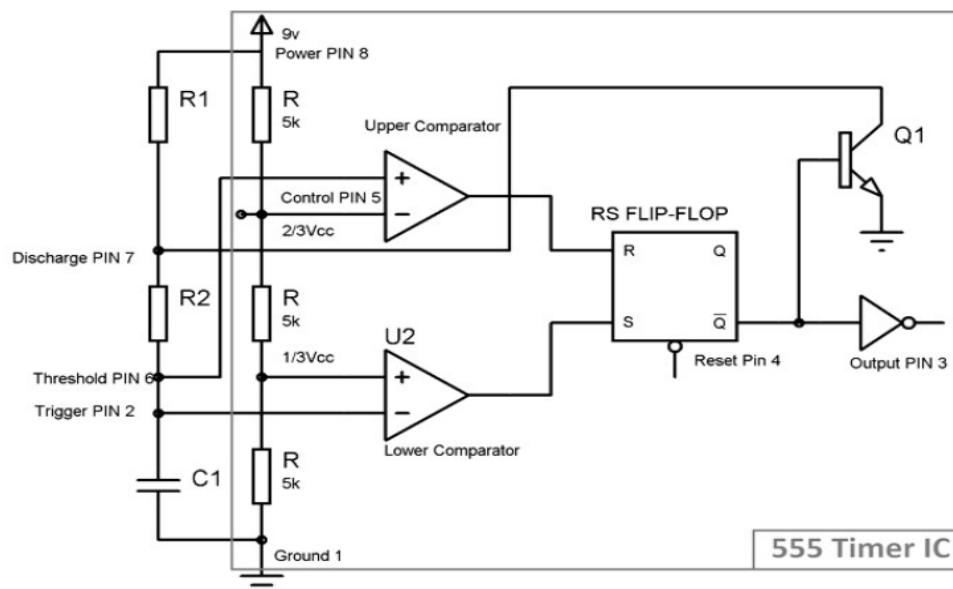 9v
Power PIN 8
R1
R
5k
Upper Comparator
Q1
+
Control PIN 5
−
RS FLIP-FLOP
2/3Vcc
R
Q
Discharge PIN 7
R2
R
5k
S
Q̅
U2
1/3Vcc
Reset Pin 4
Output PIN 3
Threshold PIN 6
+
Trigger PIN 2
−
Lower Comparator
R
5k
C1
555 Timer IC
Ground 1